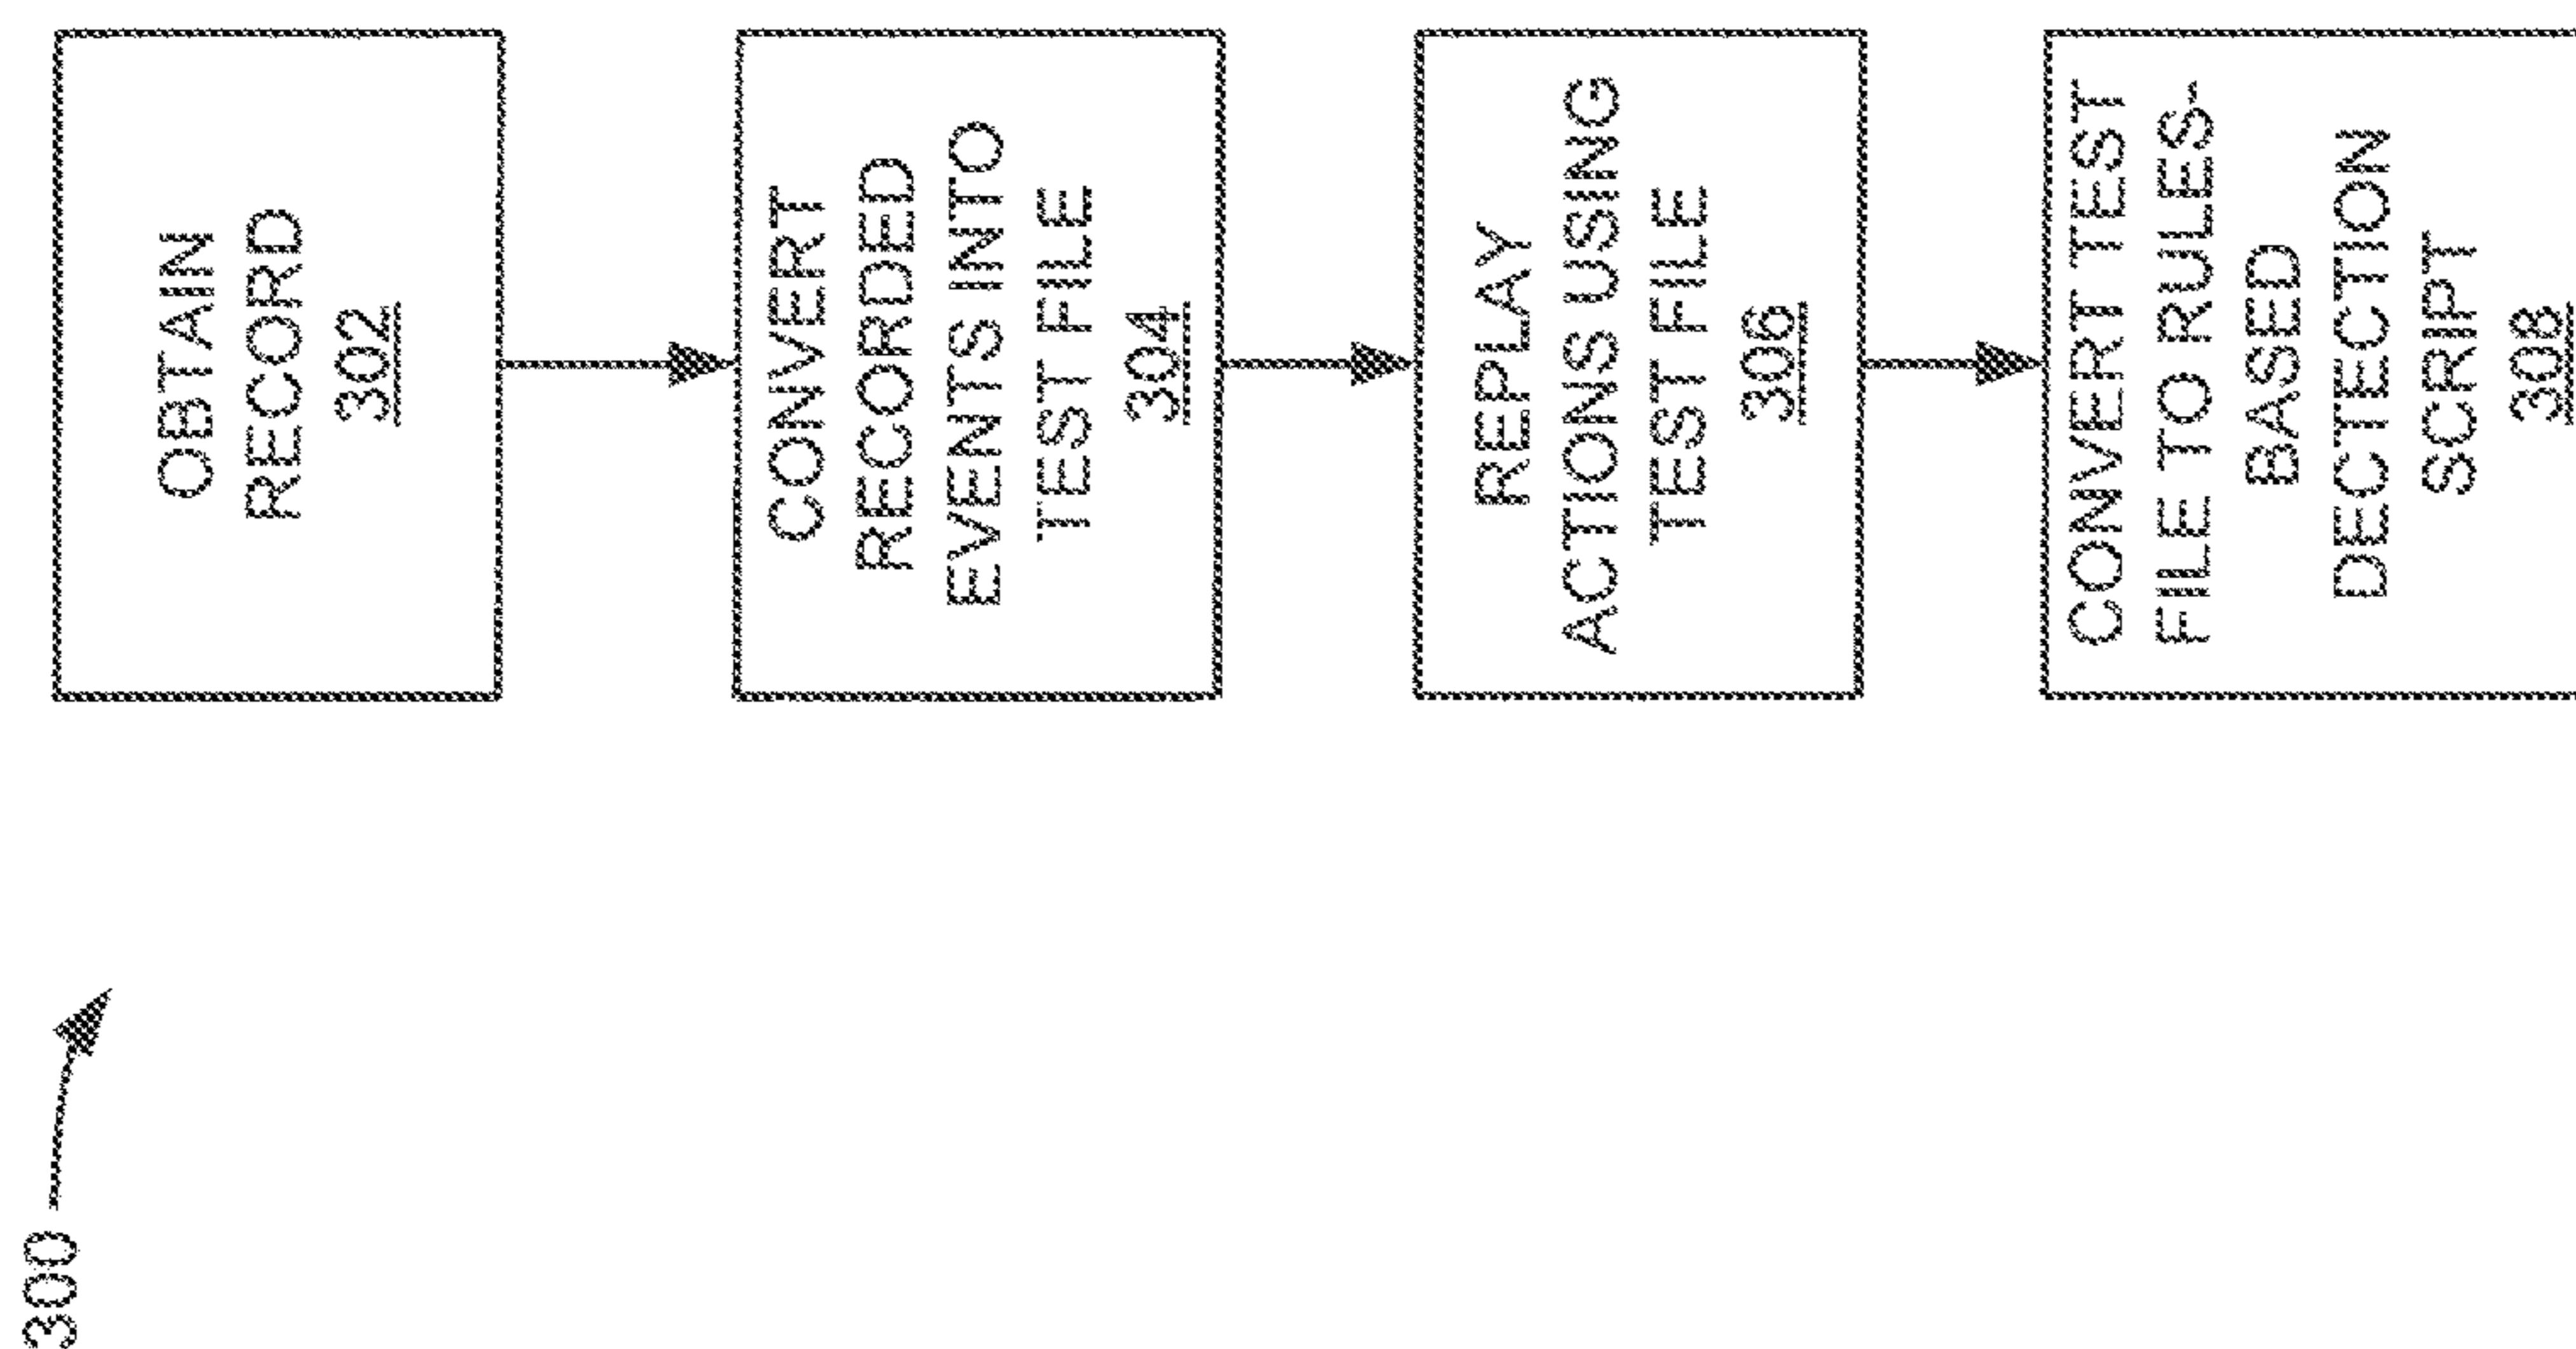 300
OBTAIN
RECORD
302
CONVERT
RECORDED
EVENTS INTO
TEST FILE
304
REPLAY
ACTIONS USING
TEST FILE
306
CONVERT TEST
FILE TO RULES-
BASED
DECTECTION
SCRIPT
308